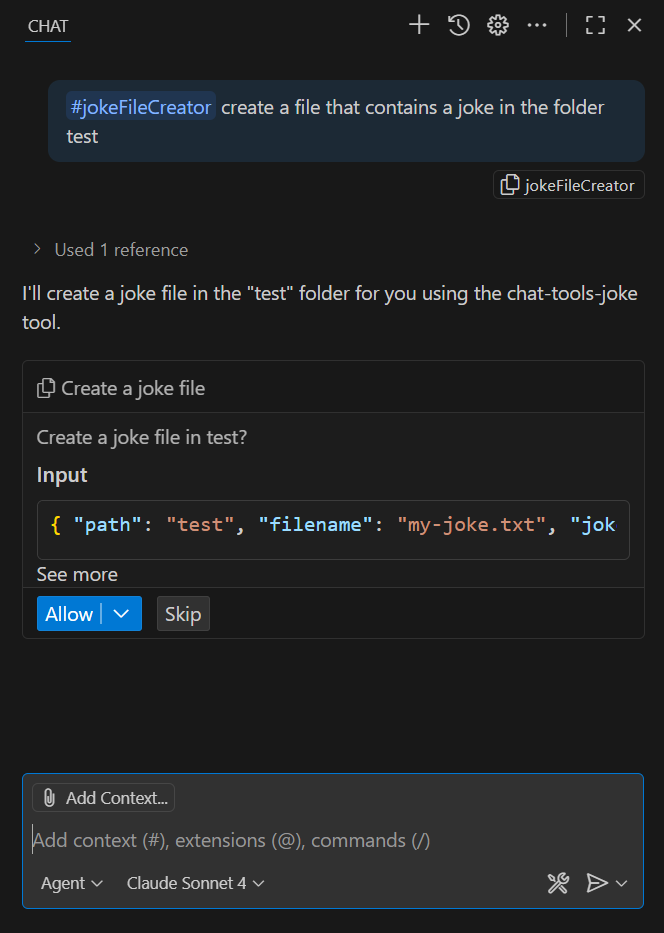 CHAT
#jokeFileCreator create a file that contains a joke in the folder
test
jokeFileCreator
Used 1 reference
I'll create a joke file in the "test" folder for you using the chat-tools-joke
tool.
Create a joke file
Create a joke file in test?
Input
{ "path": "test", "filename": "my-joke.txt", "jok
See more
Allow
Skip
Add Context...
Add context (#), extensions (@), commands (/)
Agent Claude Sonnet 4